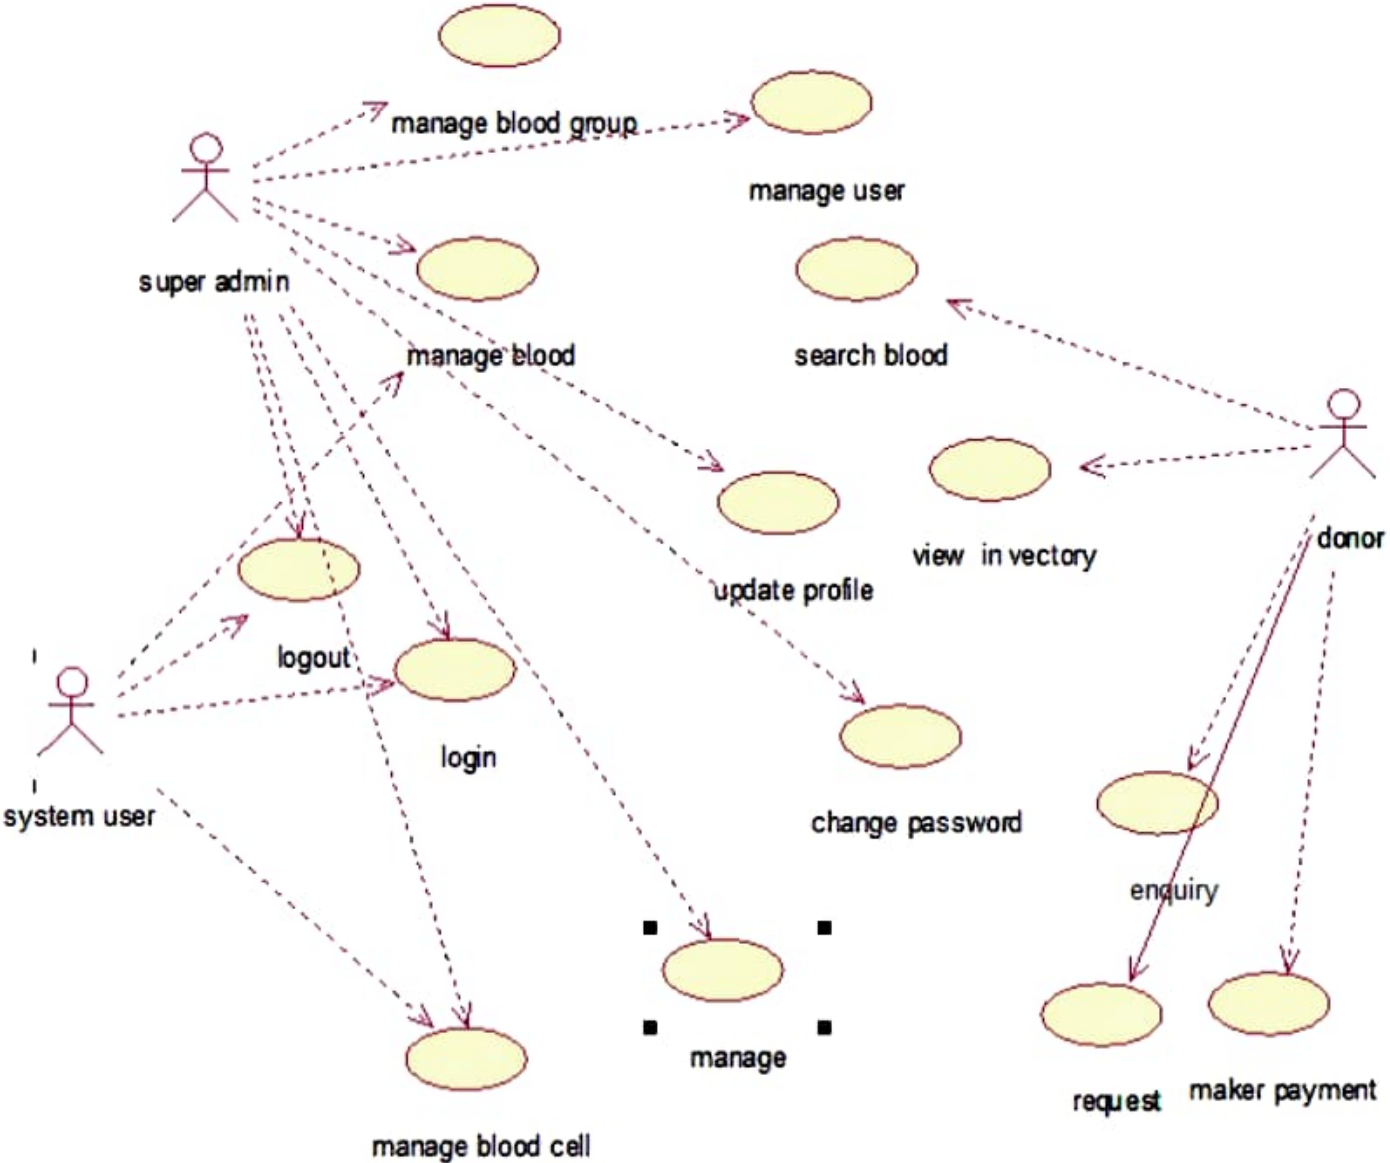 manage blood group
manage user
super admin
manage blood
search blood
donor
view in vectory
update profile
logout
login
system user
change password
enquiry
manage
maker payment
request
manage blood cell